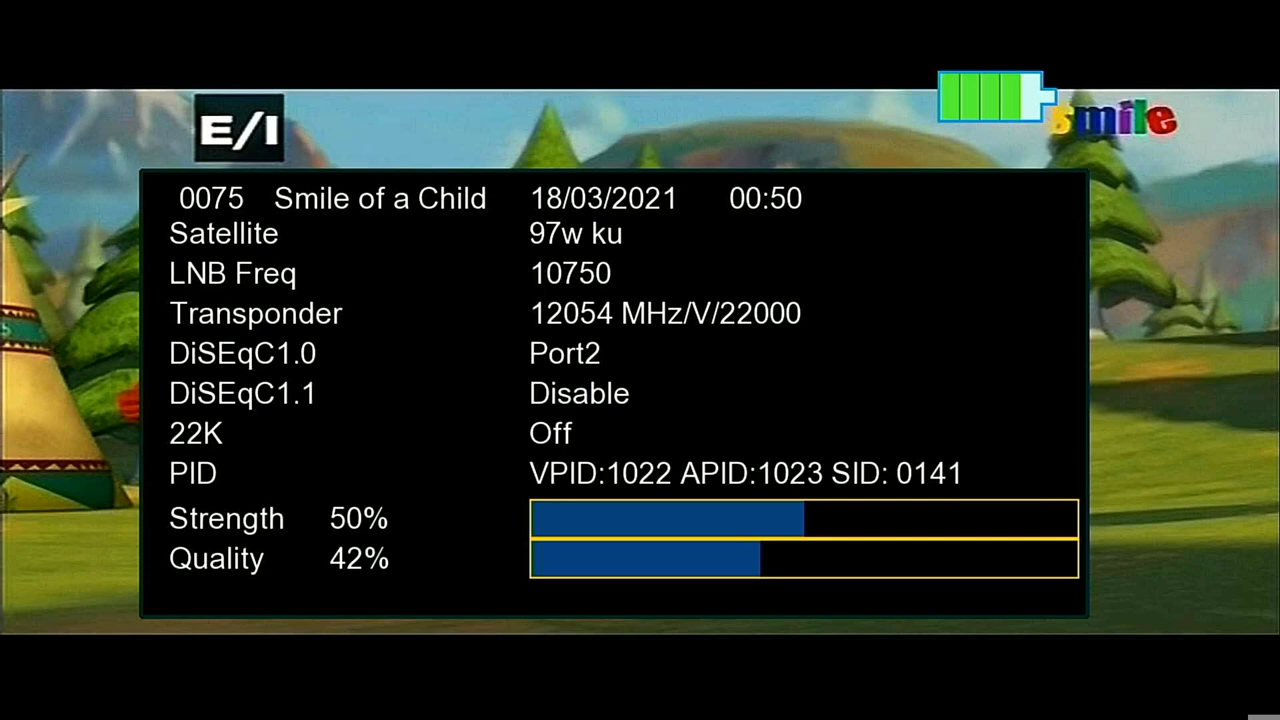 E/I
smile
0075 Smile of a Child 18/03/2021 00:50
Satellite 97w ku
LNB Freq 10750
Transponder 12054 MHz/V/22000
DiSEqC1.0 Port2
DiSEqC1.1 Disable
22K Off
PID VPID:1022 APID:1023 SID: 0141
Strength 50%
Quality 42%